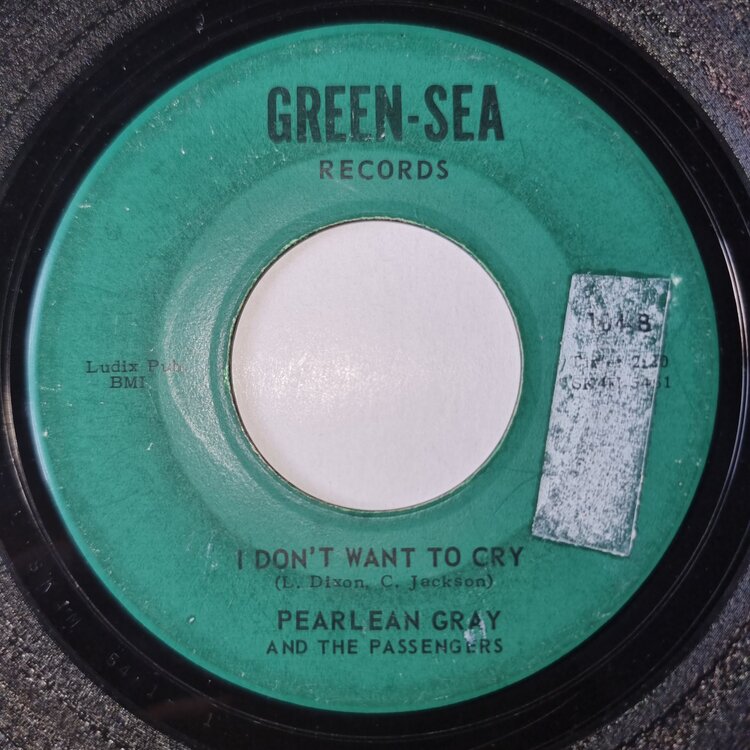 GREEN-SEA
RECORDS
Ludix Pub
BMI
I DON'T WANT TO CRY
(L. Dixon, C. Jackson)
PEARLEAN GRAY
AND THE PASSENGERS